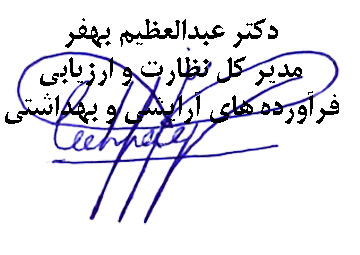 دکتر عبدالعظیم بهفر
مدیر کل نظارت و ارزیابی
فرآورده های آرایشی و بهداشتی